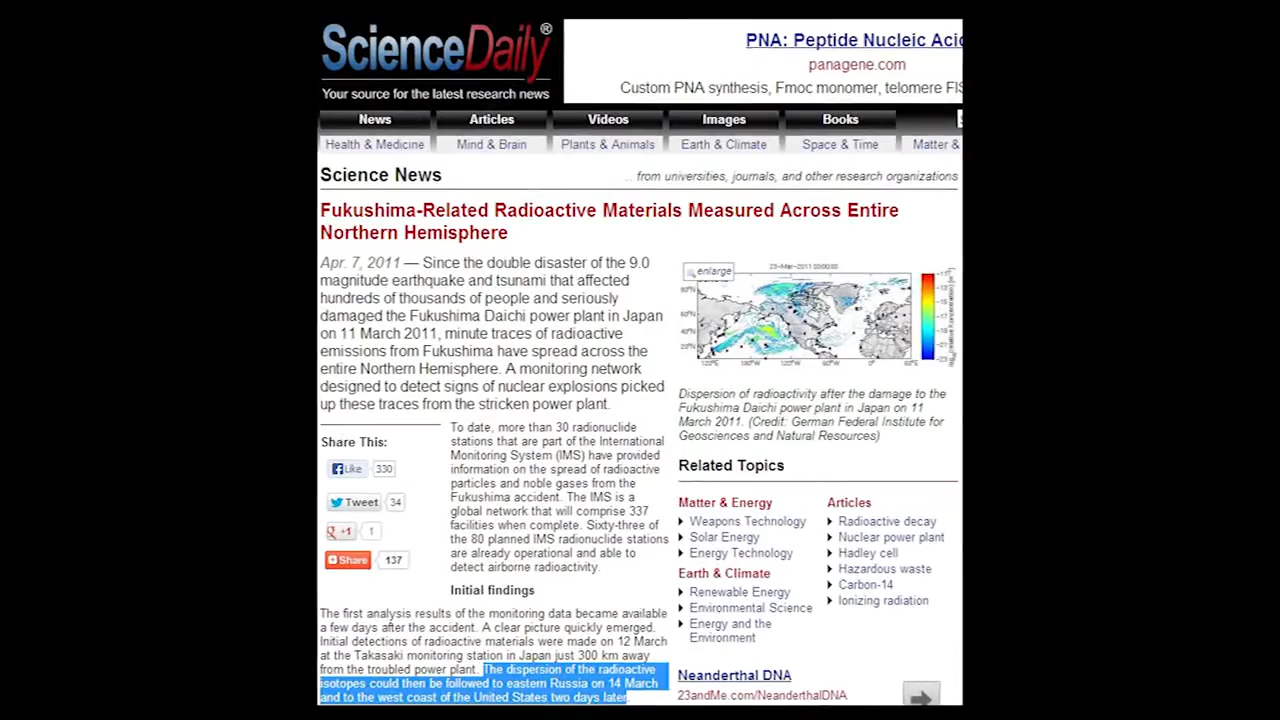 ScienceDaily®
Your source for the latest research news
PNA: Peptide Nucleic Acid
panagene.com
Custom PNA synthesis, Fmoc monomer, telomere FIS
News Articles Videos Images Books
Health & Medicine Mind & Brain Plants & Animals Earth & Climate Space & Time Matter &
Science News
... from universities, journals, and other research organizations
Fukushima-Related Radioactive Materials Measured Across Entire
Northern Hemisphere
Apr. 7, 2011 — Since the double disaster of the 9.0
magnitude earthquake and tsunami that affected
hundreds of thousands of people and seriously
damaged the Fukushima Daichi power plant in Japan
on 11 March 2011, minute traces of radioactive
emissions from Fukushima have spread across the
entire Northern Hemisphere. A monitoring network
designed to detect signs of nuclear explosions picked
up these traces from the stricken power plant.
Share This:
Like 330
Tweet 34
+1 1
Share 137
To date, more than 30 radionuclide
stations that are part of the International
Monitoring System (IMS) have provided
information on the spread of radioactive
particles and noble gases from the
Fukushima accident. The IMS is a
global network that will comprise 337
facilities when complete. Sixty-three of
the 80 planned IMS radionuclide stations
are already operational and able to
detect airborne radioactivity.
Initial findings
The first analysis results of the monitoring data became available
a few days after the accident. A clear picture quickly emerged.
Initial detections of radioactive materials were made on 12 March
at the Takasaki monitoring station in Japan just 300 km away
from the troubled power plant. The dispersion of the radioactive
isotopes could then be followed to eastern Russia on 14 March
and to the west coast of the United States two days later.
enlarge
23-Mar-2011 00:00:00
Dispersion of radioactivity after the damage to the
Fukushima Daichi power plant in Japan on 11
March 2011. (Credit: German Federal Institute for
Geosciences and Natural Resources)
Related Topics
Matter & Energy
Weapons Technology
Solar Energy
Energy Technology
Earth & Climate
Renewable Energy
Environmental Science
Energy and the
Environment
Articles
Radioactive decay
Nuclear power plant
Hadley cell
Hazardous waste
Carbon-14
Ionizing radiation
Neanderthal DNA
23andMe.com/NeanderthalDNA